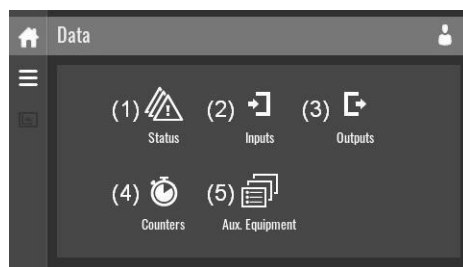 Data
(1) (2) (3)
Status Inputs Outputs
(4) (5)
Counters Aux. Equipment